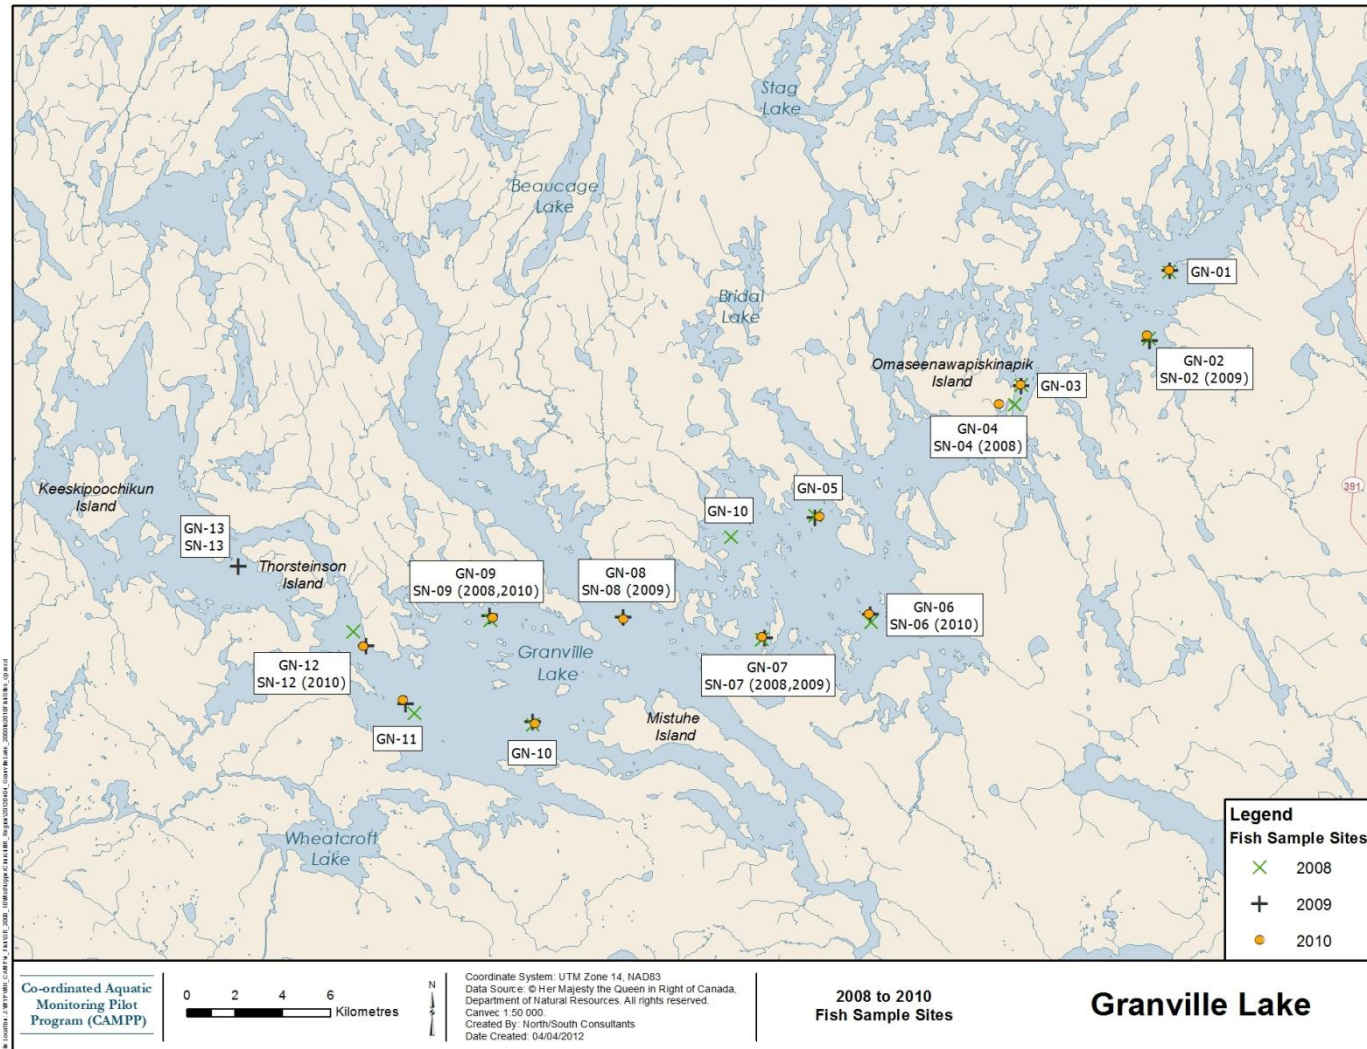 Stag
Lake
Beaucage
Lake
GN-01
Bridal
Lake
GN-02
SN-02 (2009)
Omaseenawapiskinapik
Island
GN-03
GN-04
SN-04 (2008)
391
Keeskipoochikun
Island
GN-05
GN-10
GN-13
SN-13
Thorsteinson
Island
GN-09
SN-09 (2008,2010)
GN-08
SN-08 (2009)
GN-06
SN-06 (2010)
Granville
Lake
GN-07
SN-07 (2008,2009)
GN-12
SN-12 (2010)
Mistuhe
Island
GN-11
GN-10
Wheatcroft
Lake
Legend
Fish Sample Sites
2008
2009
2010
Co-ordinated Aquatic
Monitoring Pilot
Program (CAMPP)
0 2 4 6
Kilometres
N
Coordinate System: UTM Zone 14, NAD83
Data Source: © Her Majesty the Queen in Right of Canada,
Department of Natural Resources. All rights reserved.
Canvec 1:50 000.
Created By: North/South Consultants
Date Created: 04/04/2012
2008 to 2010
Fish Sample Sites
Granville Lake